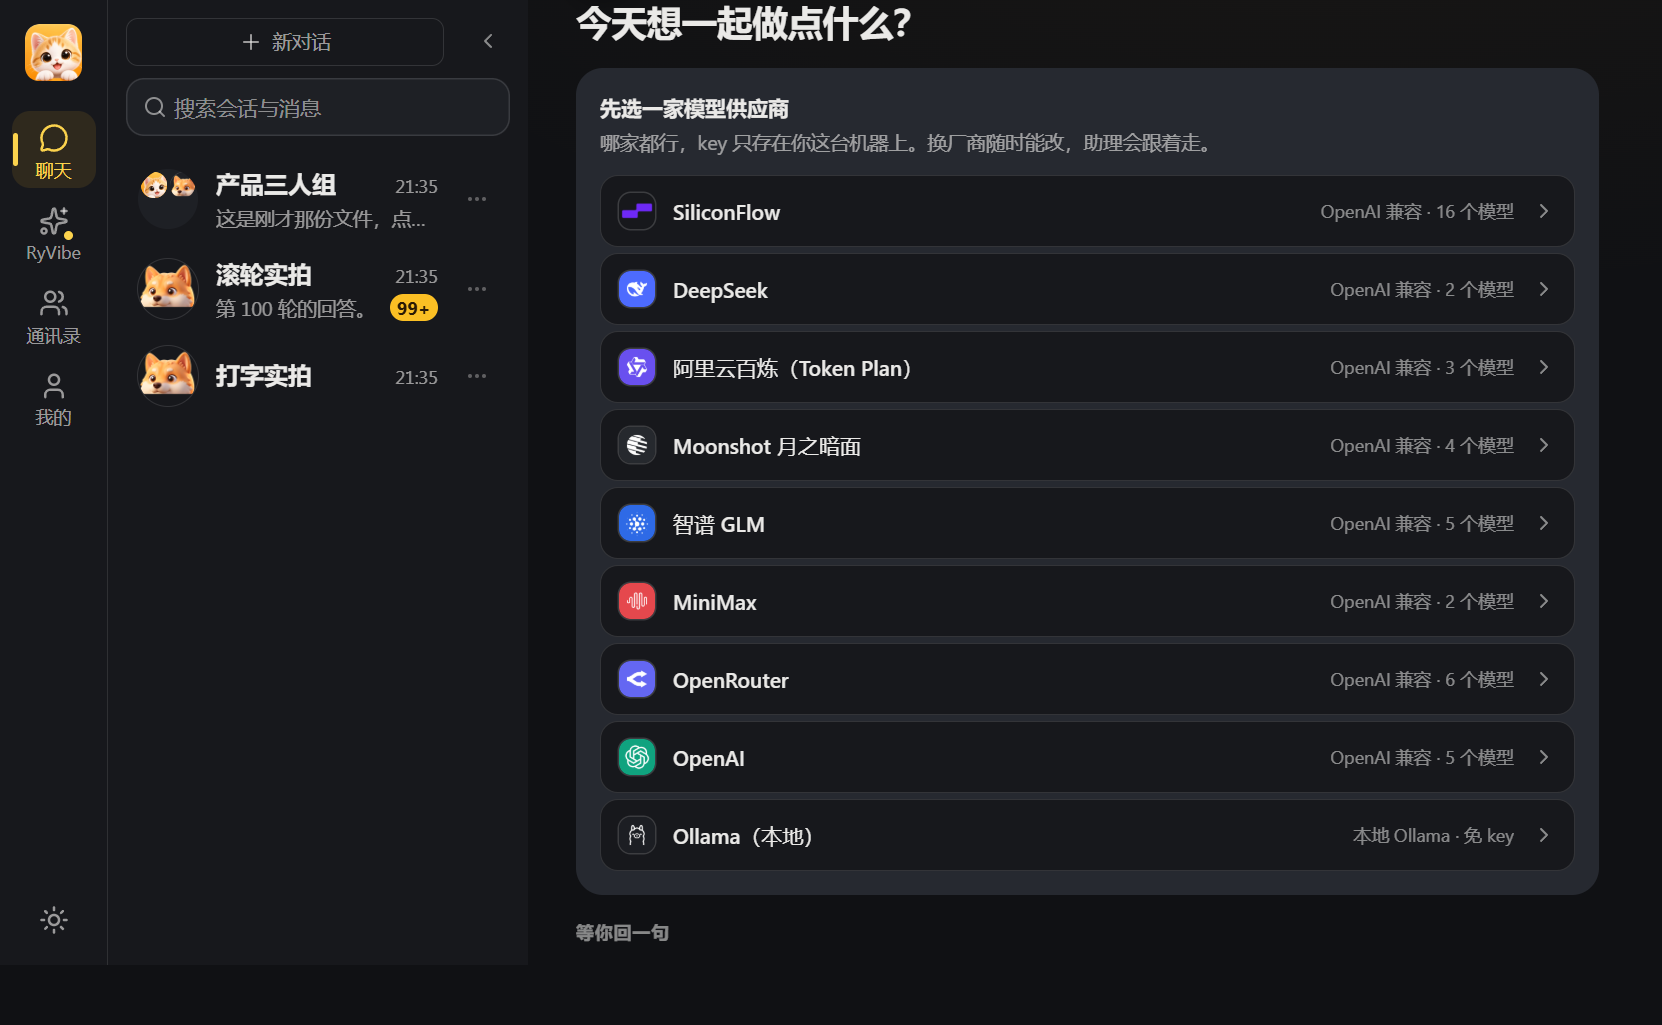 聊天
RyVibe
通讯录
我的
新对话
搜索会话与消息
产品三人组 21:35
这是刚才那份文件，点...
滚轮实拍 21:35
第 100 轮的回答。 99+
打字实拍 21:35
今天想一起做点什么？
先选一家模型供应商
哪家都行，key 只存在你这台机器上。换厂商随时能改，助理会跟着走。
SiliconFlow OpenAI 兼容 · 16 个模型
DeepSeek OpenAI 兼容 · 2 个模型
阿里云百炼（Token Plan） OpenAI 兼容 · 3 个模型
Moonshot 月之暗面 OpenAI 兼容 · 4 个模型
智谱 GLM OpenAI 兼容 · 5 个模型
MiniMax OpenAI 兼容 · 2 个模型
OpenRouter OpenAI 兼容 · 6 个模型
OpenAI OpenAI 兼容 · 5 个模型
Ollama（本地） 本地 Ollama · 免 key
等你回一句